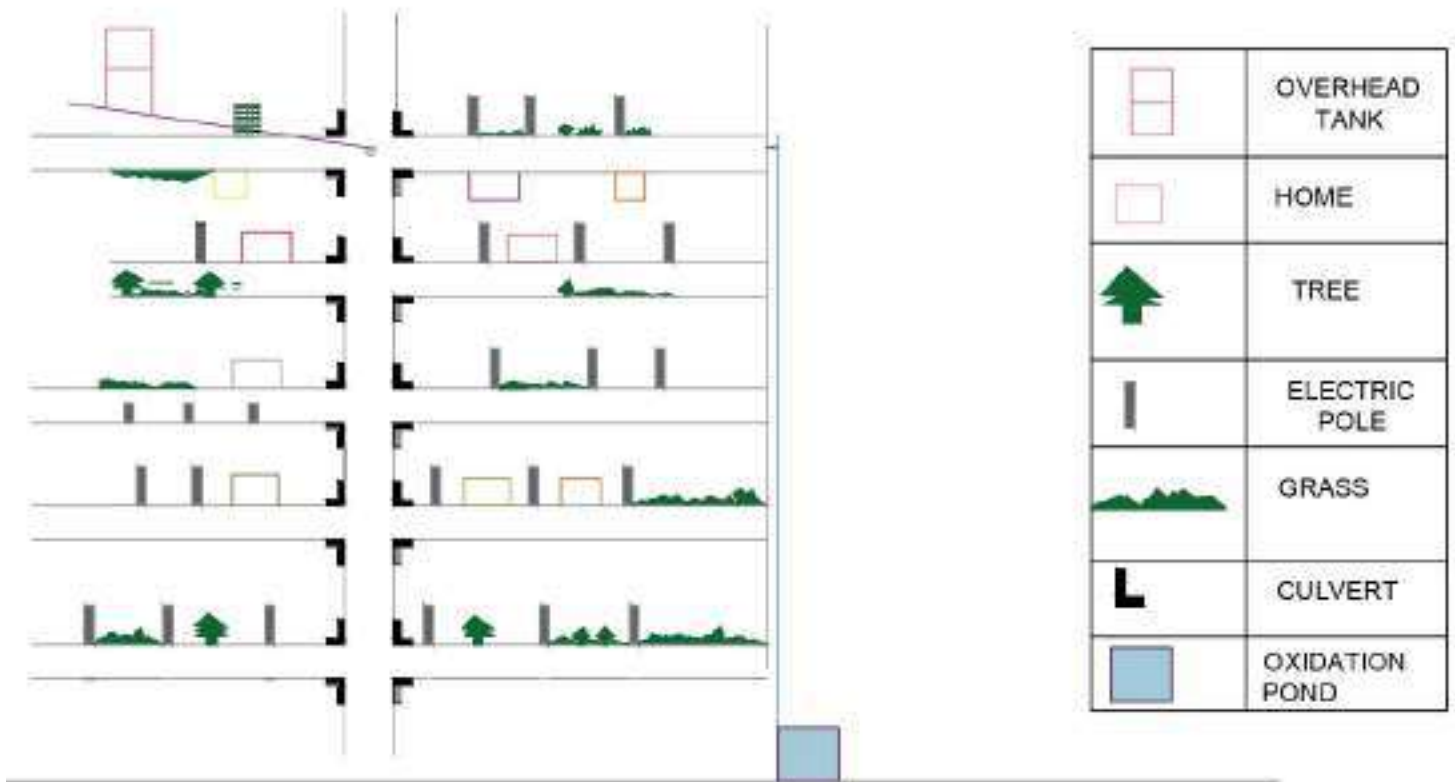 OVERHEAD
TANK
HOME
TREE
ELECTRIC
POLE
GRASS
CULVERT
OXIDATION
POND